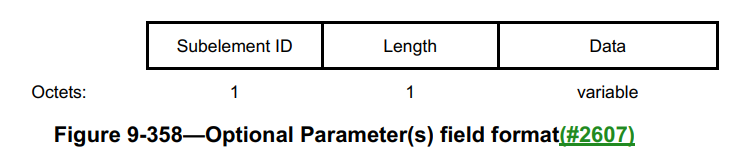 Subelement ID Length Data
Octets: 1 1 variable
Figure 9-358—Optional Parameter(s) field format(#2607)